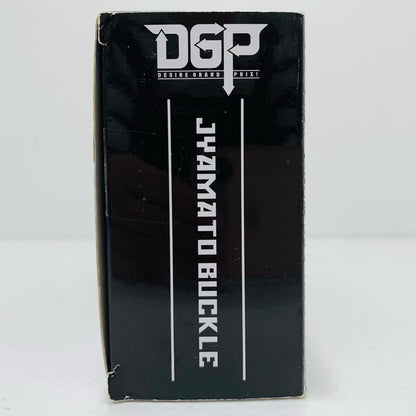 DGP
DESIRE GRAND PRIX!
JYAMATO BUCKLE